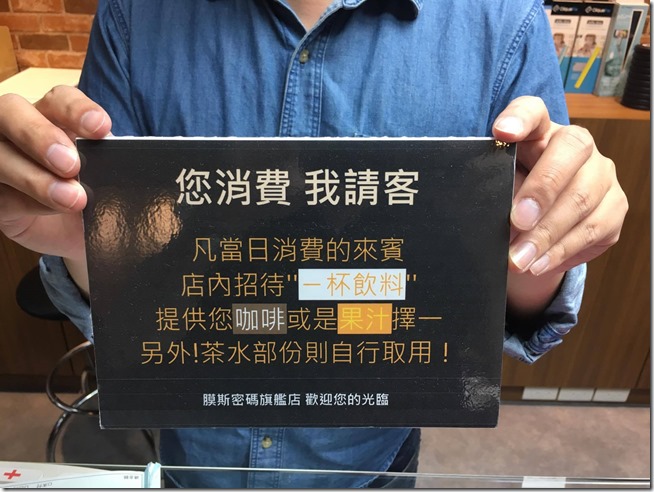 您消費 我請客
凡當日消費的來賓
店內招待"一杯飲料"
提供您咖啡或是果汁擇一
另外!茶水部份則自行取用！
膜斯密碼旗艦店 歡迎您的光臨